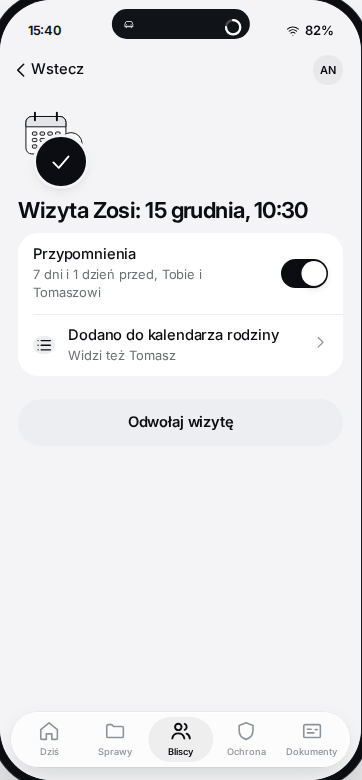 15:40
82%
Wstecz
AN
Wizyta Zosi: 15 grudnia, 10:30
Przypomnienia
7 dni i 1 dzień przed, Tobie i
Tomaszowi
Dodano do kalendarza rodziny
Widzi też Tomasz
Odwołaj wizytę
Dziś
Sprawy
Bliscy
Ochrona
Dokumenty